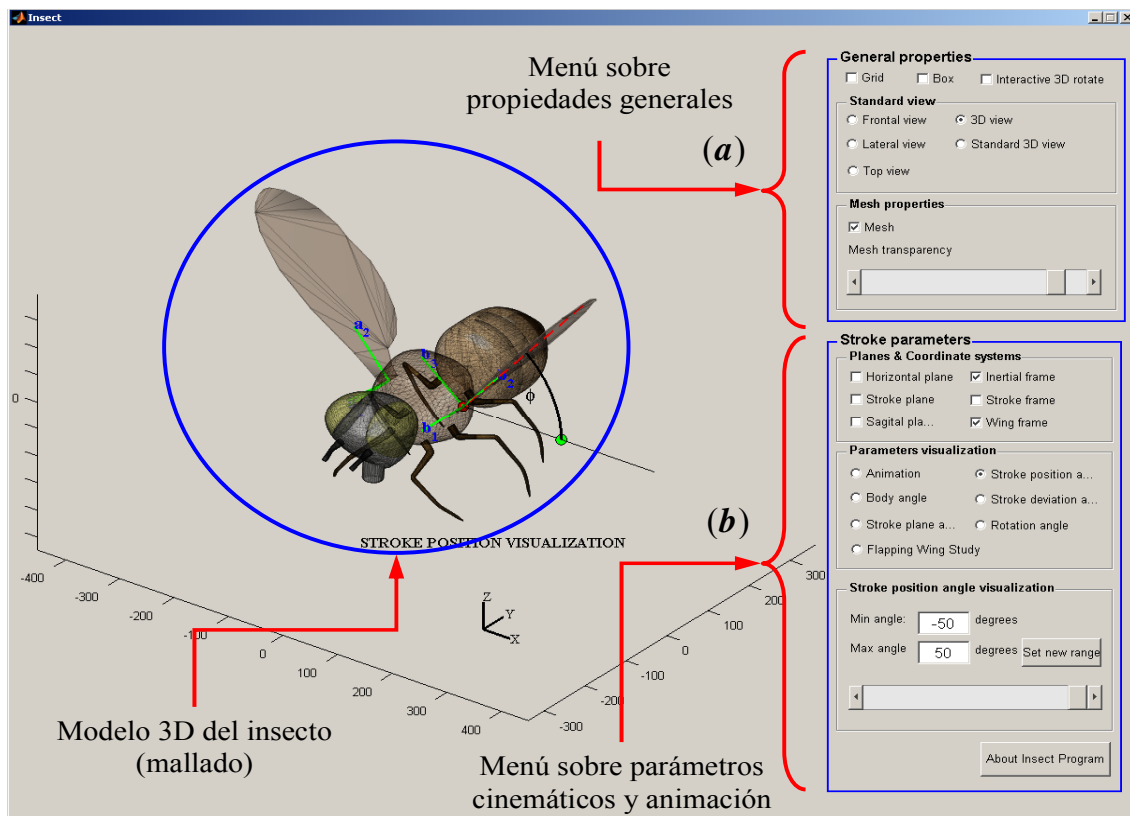 Insect
Menú sobre
propiedades generales
(a)
General properties
Grid Box Interactive 3D rotate
Standard view
Frontal view 3D view
Lateral view Standard 3D view
Top view
Mesh properties
Mesh
Mesh transparency
Stroke parameters
Planes & Coordinate systems
Horizontal plane Inertial frame
Stroke plane Stroke frame
Sagital pla... Wing frame
Parameters visualization
Animation Stroke position a...
Body angle Stroke deviation a...
Stroke plane a... Rotation angle
Flapping Wing Study
(b)
Stroke position angle visualization
Min angle: -50 degrees
Max angle 50 degrees Set new range
About Insect Program
a2
b1
ϕ
0
STROKE POSITION VISUALIZATION
Z
Y
X
-400
-300
-200
-100
0
100
200
300
400
-300
-200
-100
0
100
200
300
Modelo 3D del insecto
(mallado)
Menú sobre parámetros
cinemáticos y animación